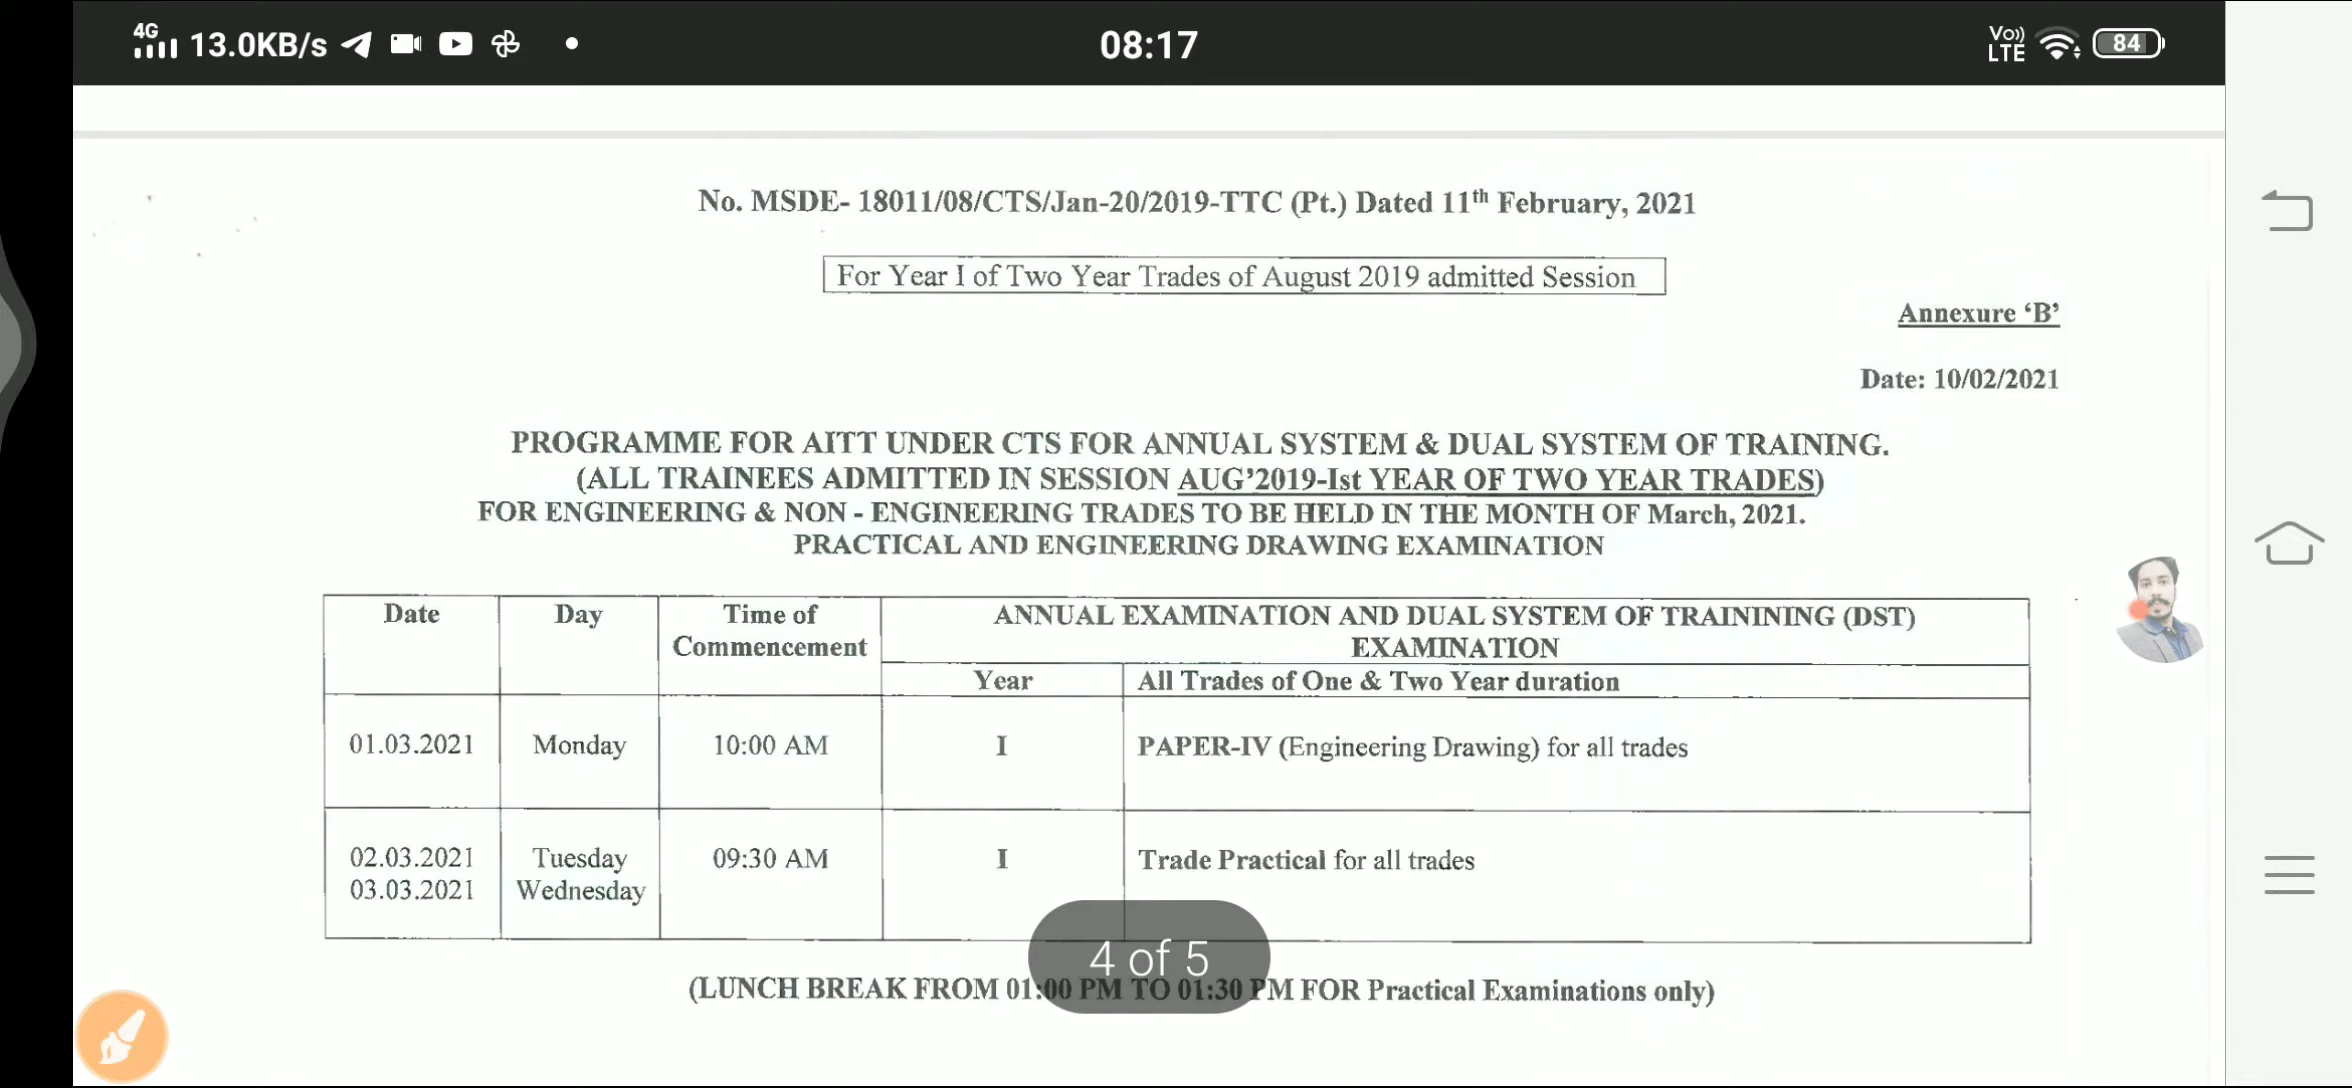 4G 13.0KB/s 08:17 Vo)) LTE 84
No. MSDE- 18011/08/CTS/Jan-20/2019-TTC (Pt.) Dated 11th February, 2021
For Year I of Two Year Trades of August 2019 admitted Session
Annexure ‘B’
Date: 10/02/2021
PROGRAMME FOR AITT UNDER CTS FOR ANNUAL SYSTEM & DUAL SYSTEM OF TRAINING.
(ALL TRAINEES ADMITTED IN SESSION AUG’2019-Ist YEAR OF TWO YEAR TRADES)
FOR ENGINEERING & NON - ENGINEERING TRADES TO BE HELD IN THE MONTH OF March, 2021.
PRACTICAL AND ENGINEERING DRAWING EXAMINATION
Date Day Time of ANNUAL EXAMINATION AND DUAL SYSTEM OF TRAINING (DST)
Commencement EXAMINATION
Year All Trades of One & Two Year duration
01.03.2021 Monday 10:00 AM I PAPER-IV (Engineering Drawing) for all trades
02.03.2021 Tuesday 09:30 AM I Trade Practical for all trades
03.03.2021 Wednesday
4 of 5
(LUNCH BREAK FROM 01:00 PM TO 01:30 PM FOR Practical Examinations only)